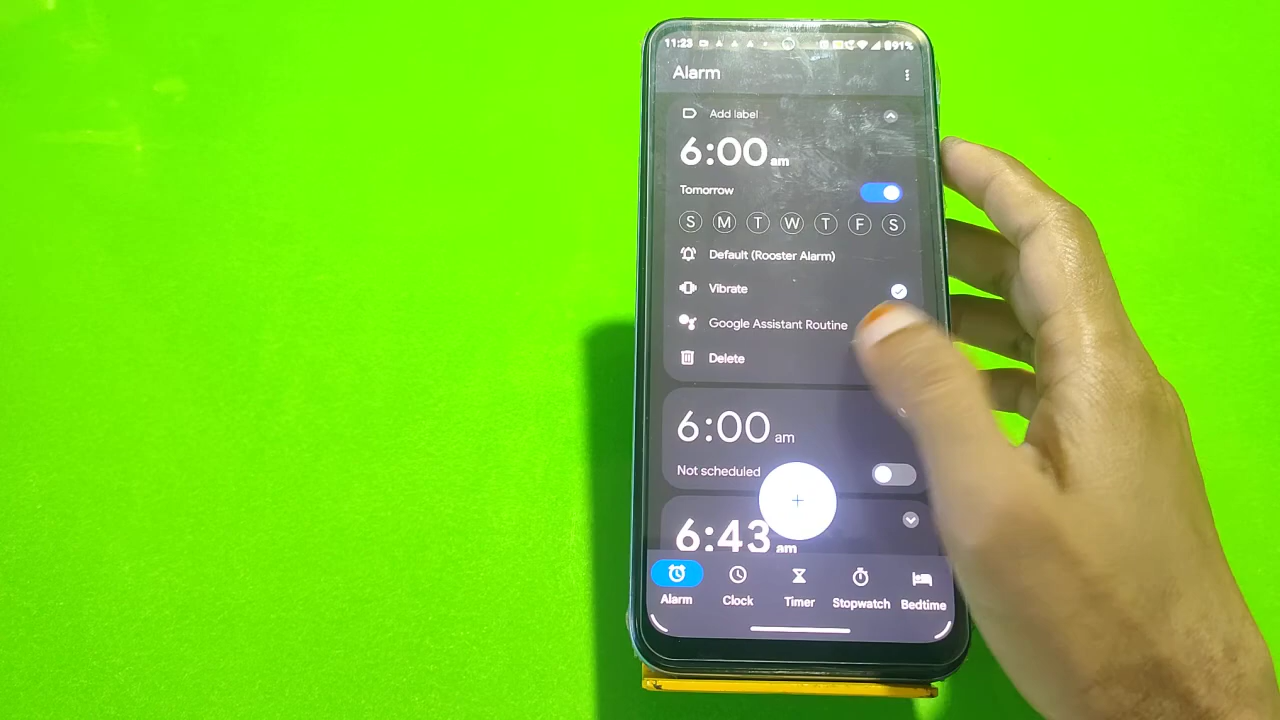 11:23 91%
Alarm
Add label
6:00 am
Tomorrow
S M T W T F S
Default (Rooster Alarm)
Vibrate
Google Assistant Routine
Delete
6:00 am
Not scheduled
+
6:43 am
Alarm Clock Timer Stopwatch Bedtime